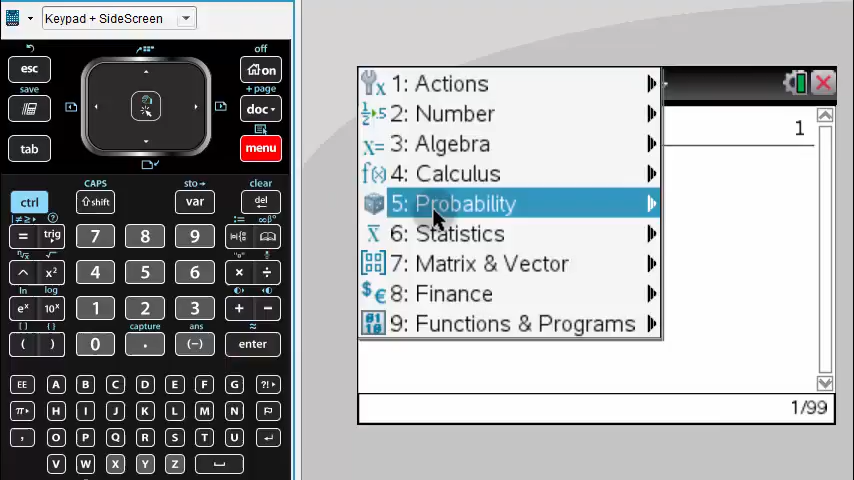 Keypad + SideScreen
esc
off
on
save
+ page
doc
tab
menu
CAPS
sto→
clear
ctrl
⇧shift
var
del
= trig 7 8 9
^ x² 4 5 6 × ÷
ln log
eˣ 10ˣ 1 2 3 + −
[ ] { } capture ans ≈
( ) 0 . (−) enter
EE A B C D E F G ?!▸
π▸ H I J K L M N
, O P Q R S T U
V W X Y Z
1: Actions
2: Number
3: Algebra
4: Calculus
5: Probability
6: Statistics
7: Matrix & Vector
8: Finance
9: Functions & Programs
1
1/99